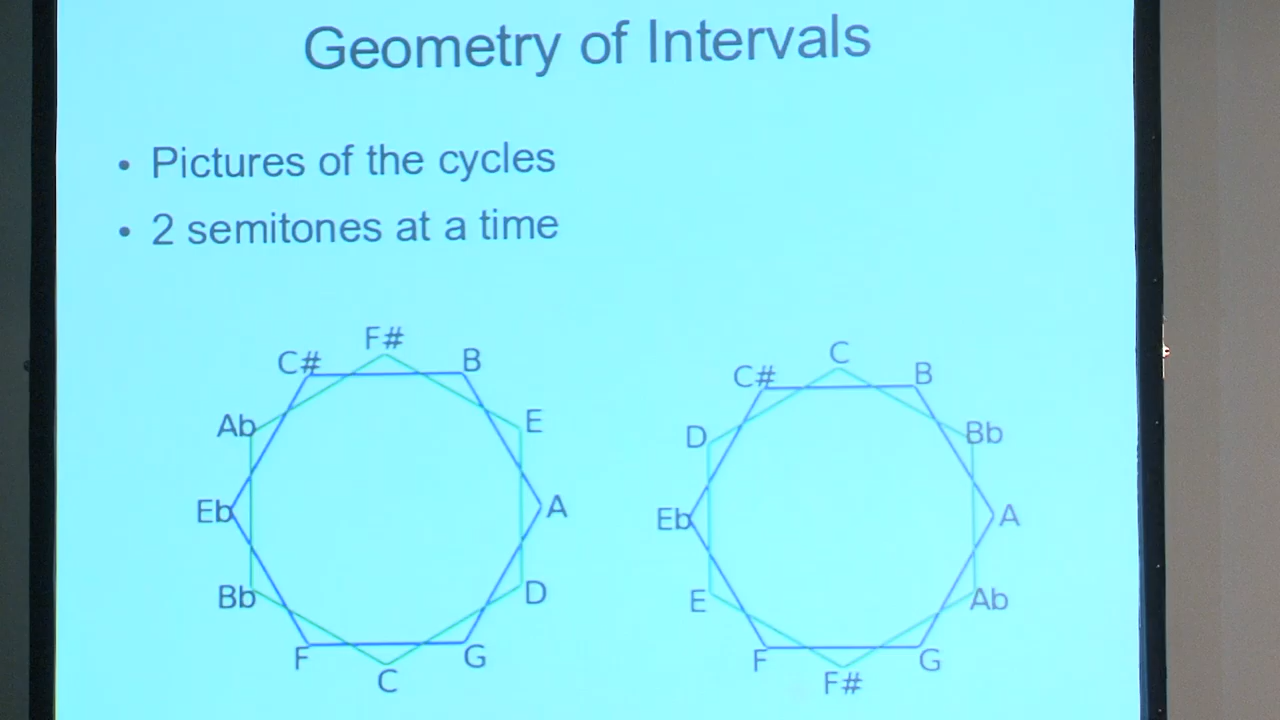 Geometry of Intervals
• Pictures of the cycles
• 2 semitones at a time
F#
C# B
Ab E
Eb A
Bb D
F G
C
C
C# B
D Bb
Eb A
E Ab
F G
F#